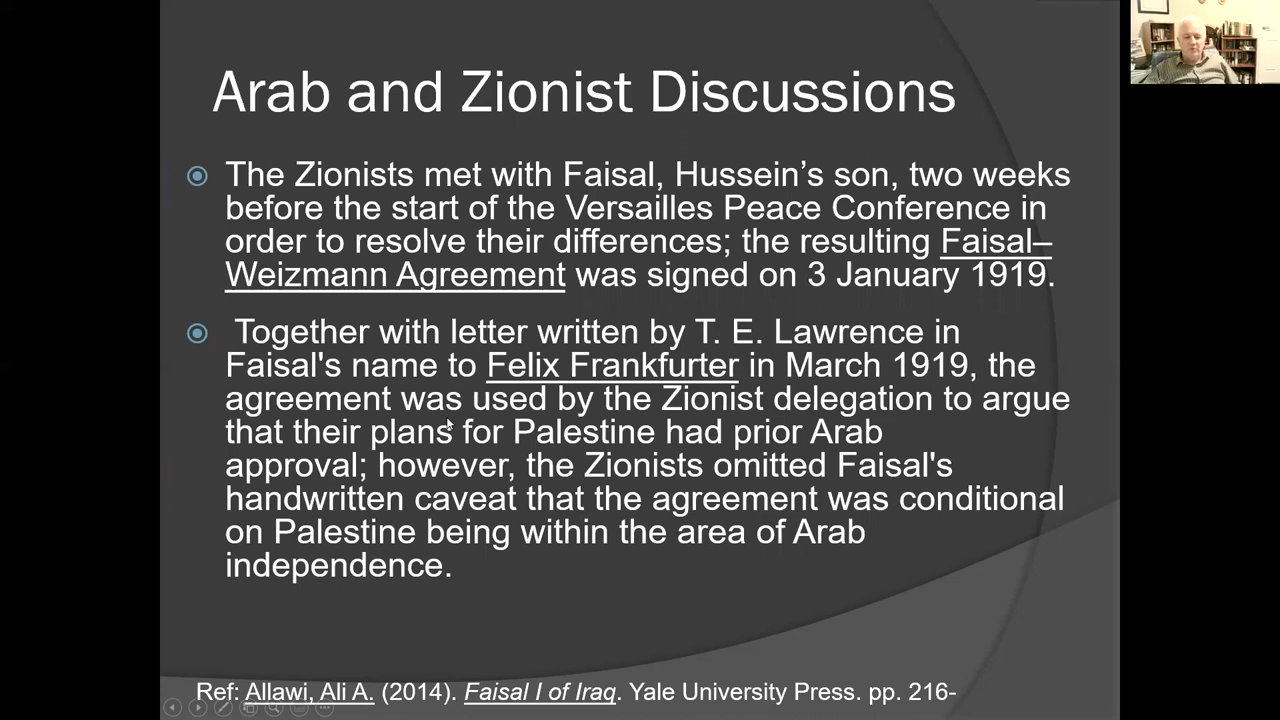 Arab and Zionist Discussions
The Zionists met with Faisal, Hussein’s son, two weeks
before the start of the Versailles Peace Conference in
order to resolve their differences; the resulting Faisal–
Weizmann Agreement was signed on 3 January 1919.
Together with letter written by T. E. Lawrence in
Faisal's name to Felix Frankfurter in March 1919, the
agreement was used by the Zionist delegation to argue
that their plans for Palestine had prior Arab
approval; however, the Zionists omitted Faisal's
handwritten caveat that the agreement was conditional
on Palestine being within the area of Arab
independence.
Ref: Allawi, Ali A. (2014). Faisal I of Iraq. Yale University Press. pp. 216-